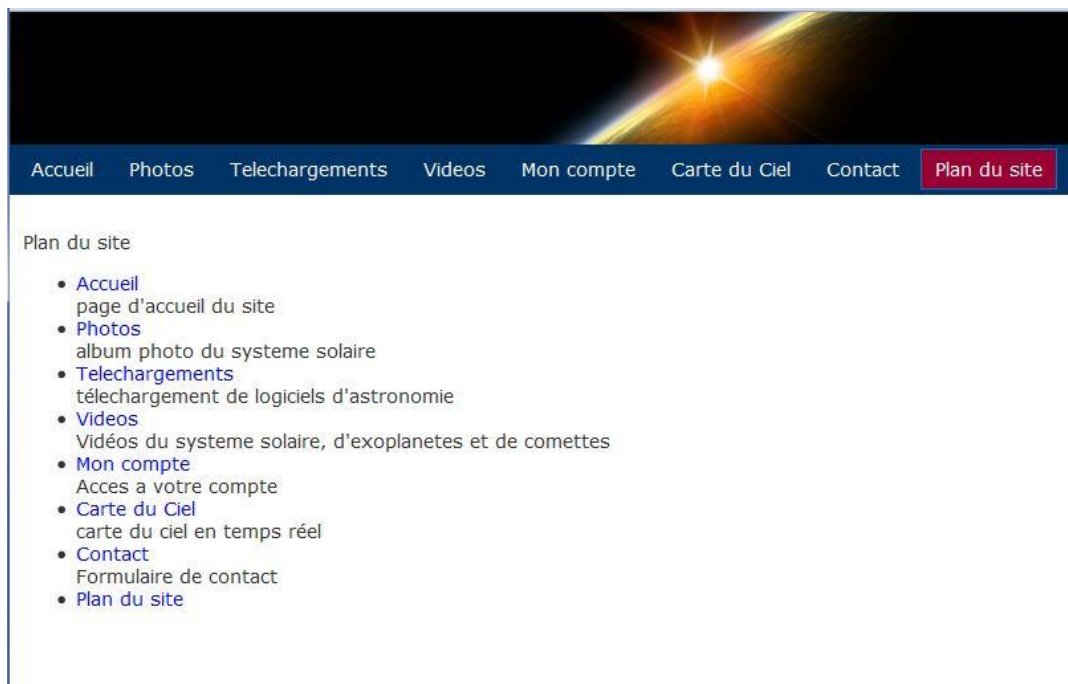 Accueil Photos Telechargements Videos Mon compte Carte du Ciel Contact Plan du site
Plan du site
Accueil
page d'accueil du site
Photos
album photo du systeme solaire
Telechargements
télechargement de logiciels d'astronomie
Videos
Vidéos du systeme solaire, d'exoplanetes et de comettes
Mon compte
Acces a votre compte
Carte du Ciel
carte du ciel en temps réel
Contact
Formulaire de contact
Plan du site